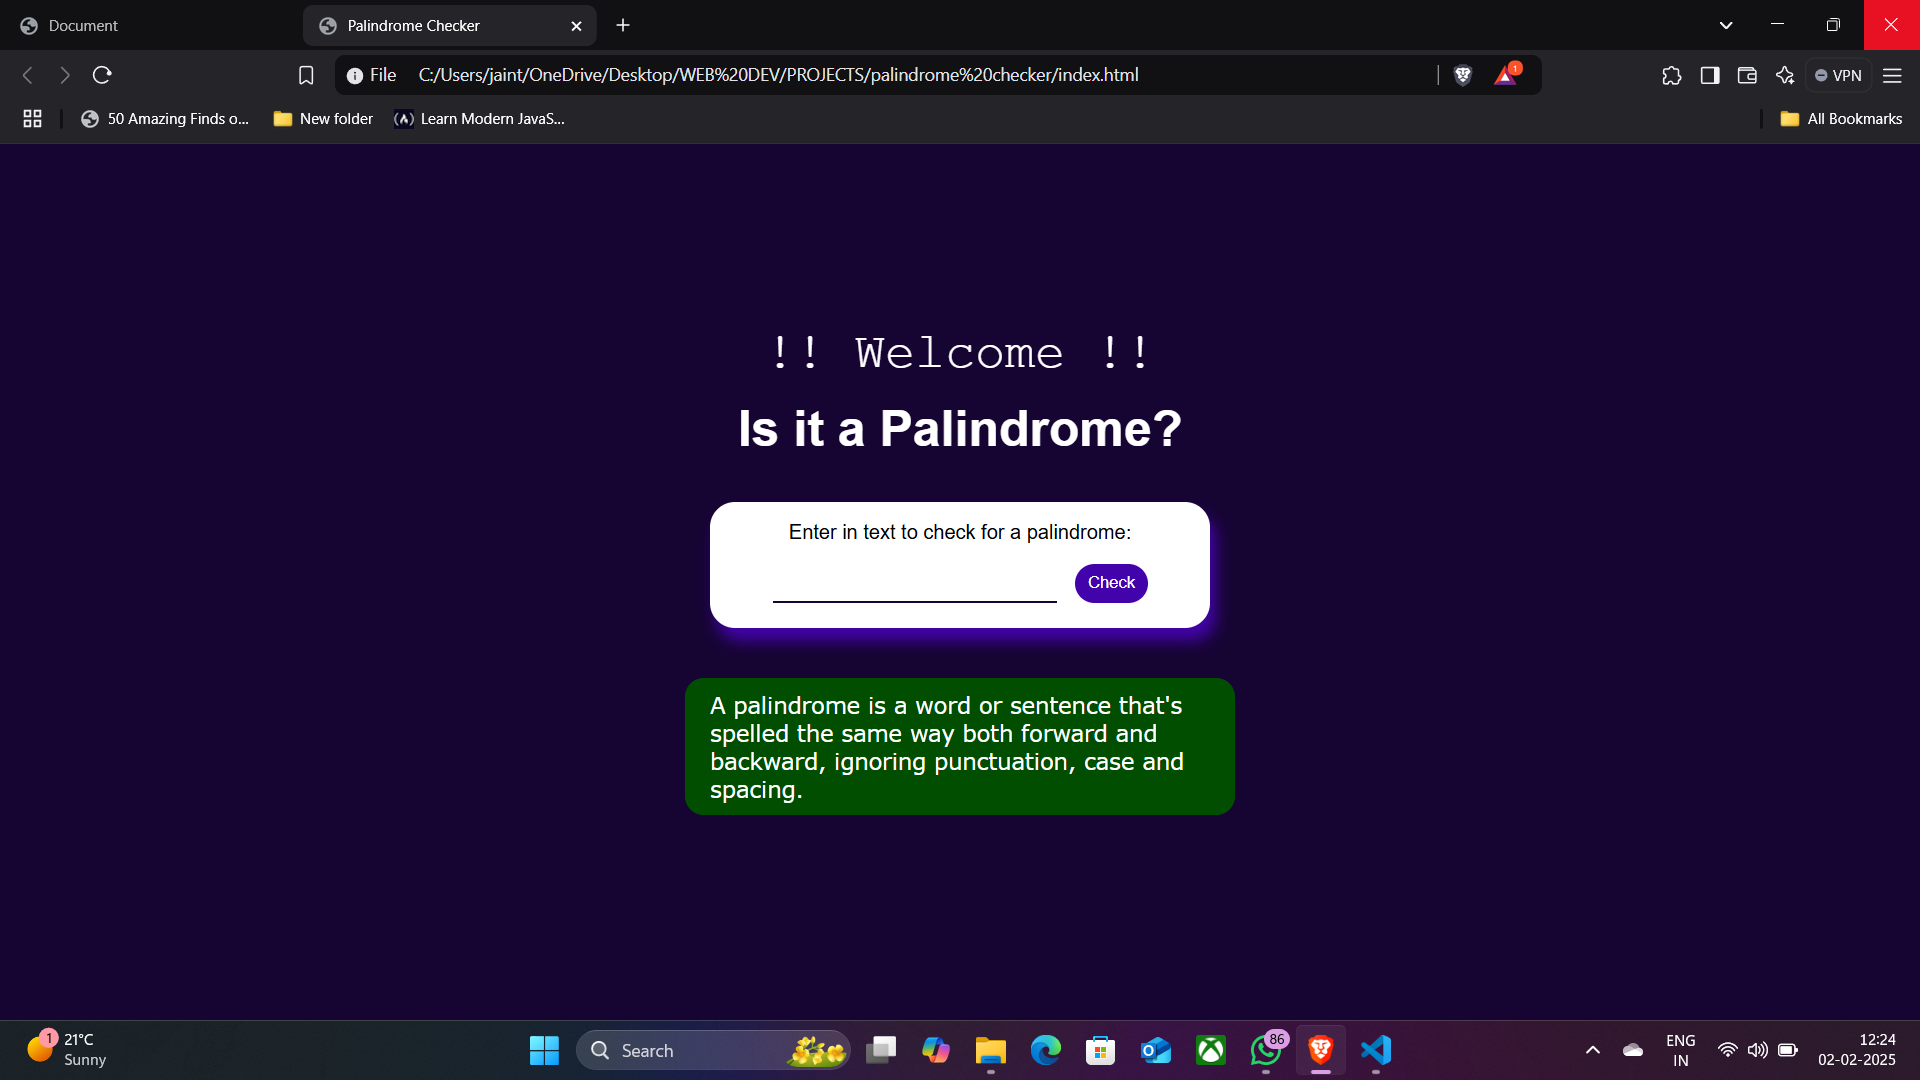 Document
Palindrome Checker
File
C:/Users/jaint/OneDrive/Desktop/WEB%20DEV/PROJECTS/palindrome%20checker/index.html
1
VPN
50 Amazing Finds o...
New folder
Learn Modern JavaS...
All Bookmarks
!! Welcome !!
Is it a Palindrome?
Enter in text to check for a palindrome:
Check
A palindrome is a word or sentence that's
spelled the same way both forward and
backward, ignoring punctuation, case and
spacing.
1
21°C
Sunny
Search
86
ENG
IN
12:24
02-02-2025